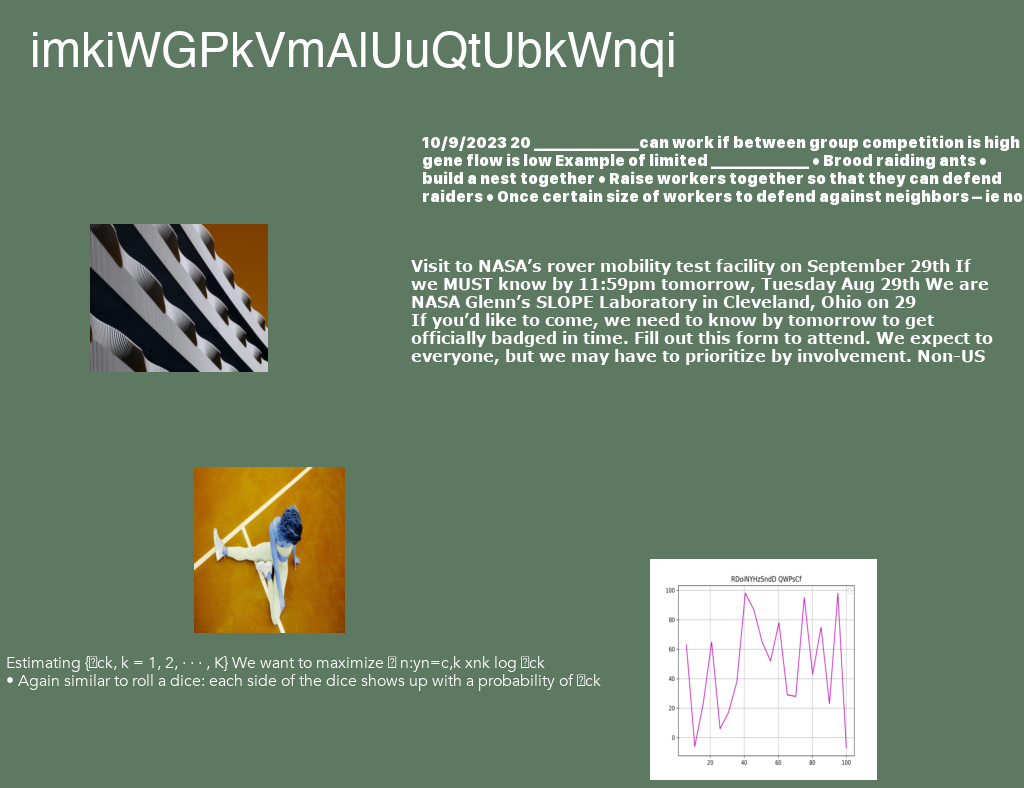 imkiWGPkVmAlUuQtUbkWnqi
10/9/2023 20 _____________can work if between group competition is high
gene flow is low Example of limited ____________ • Brood raiding ants •
build a nest together • Raise workers together so that they can defend
raiders • Once certain size of workers to defend against neighbors – ie no
Visit to NASA’s rover mobility test facility on September 29th If
we MUST know by 11:59pm tomorrow, Tuesday Aug 29th We are
NASA Glenn’s SLOPE Laboratory in Cleveland, Ohio on 29
If you’d like to come, we need to know by tomorrow to get
officially badged in time. Fill out this form to attend. We expect to
everyone, but we may have to prioritize by involvement. Non-US
Estimating {ck, k = 1, 2, · · · , K} We want to maximize n:yn=c,k xnk log ck
• Again similar to roll a dice: each side of the dice shows up with a probability of ck
RDoiNYHzSndD QWPsCf
100
80
60
40
20
0
20 40 60 80 100